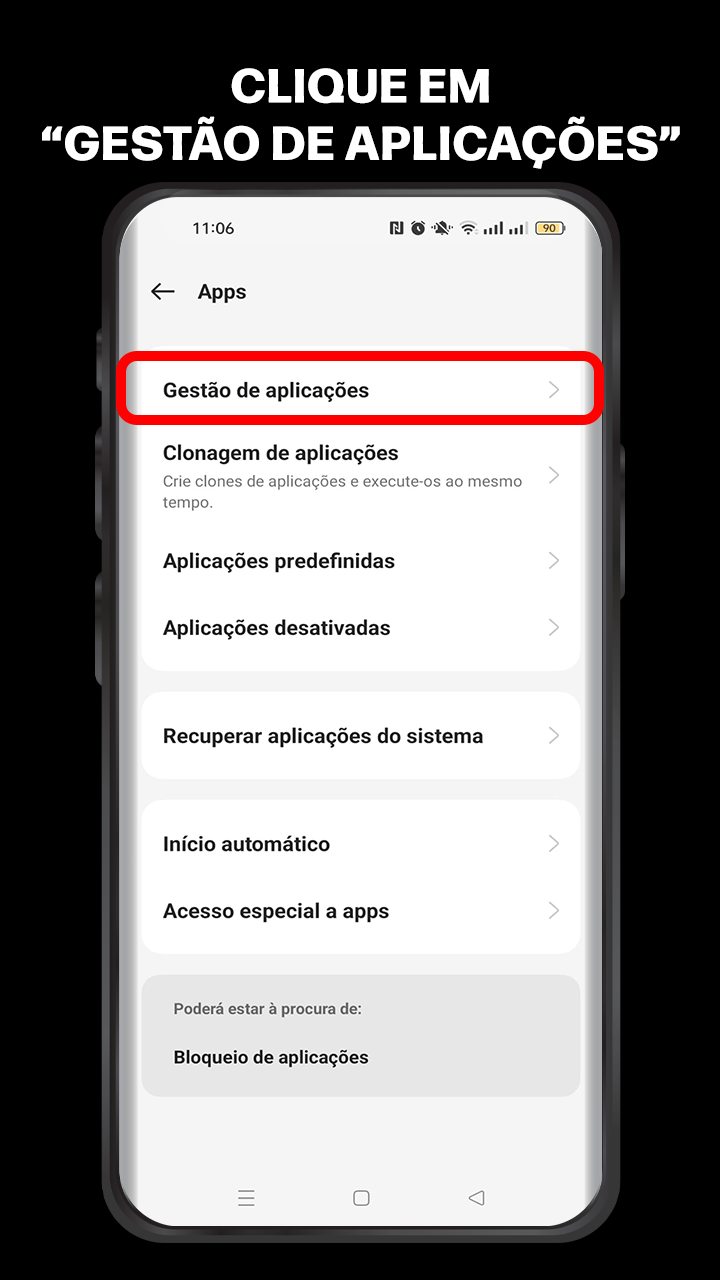 CLIQUE EM
“GESTÃO DE APLICAÇÕES”
11:06
90
Apps
Gestão de aplicações
Clonagem de aplicações
Crie clones de aplicações e execute-os ao mesmo
tempo.
Aplicações predefinidas
Aplicações desativadas
Recuperar aplicações do sistema
Início automático
Acesso especial a apps
Poderá estar à procura de:
Bloqueio de aplicações